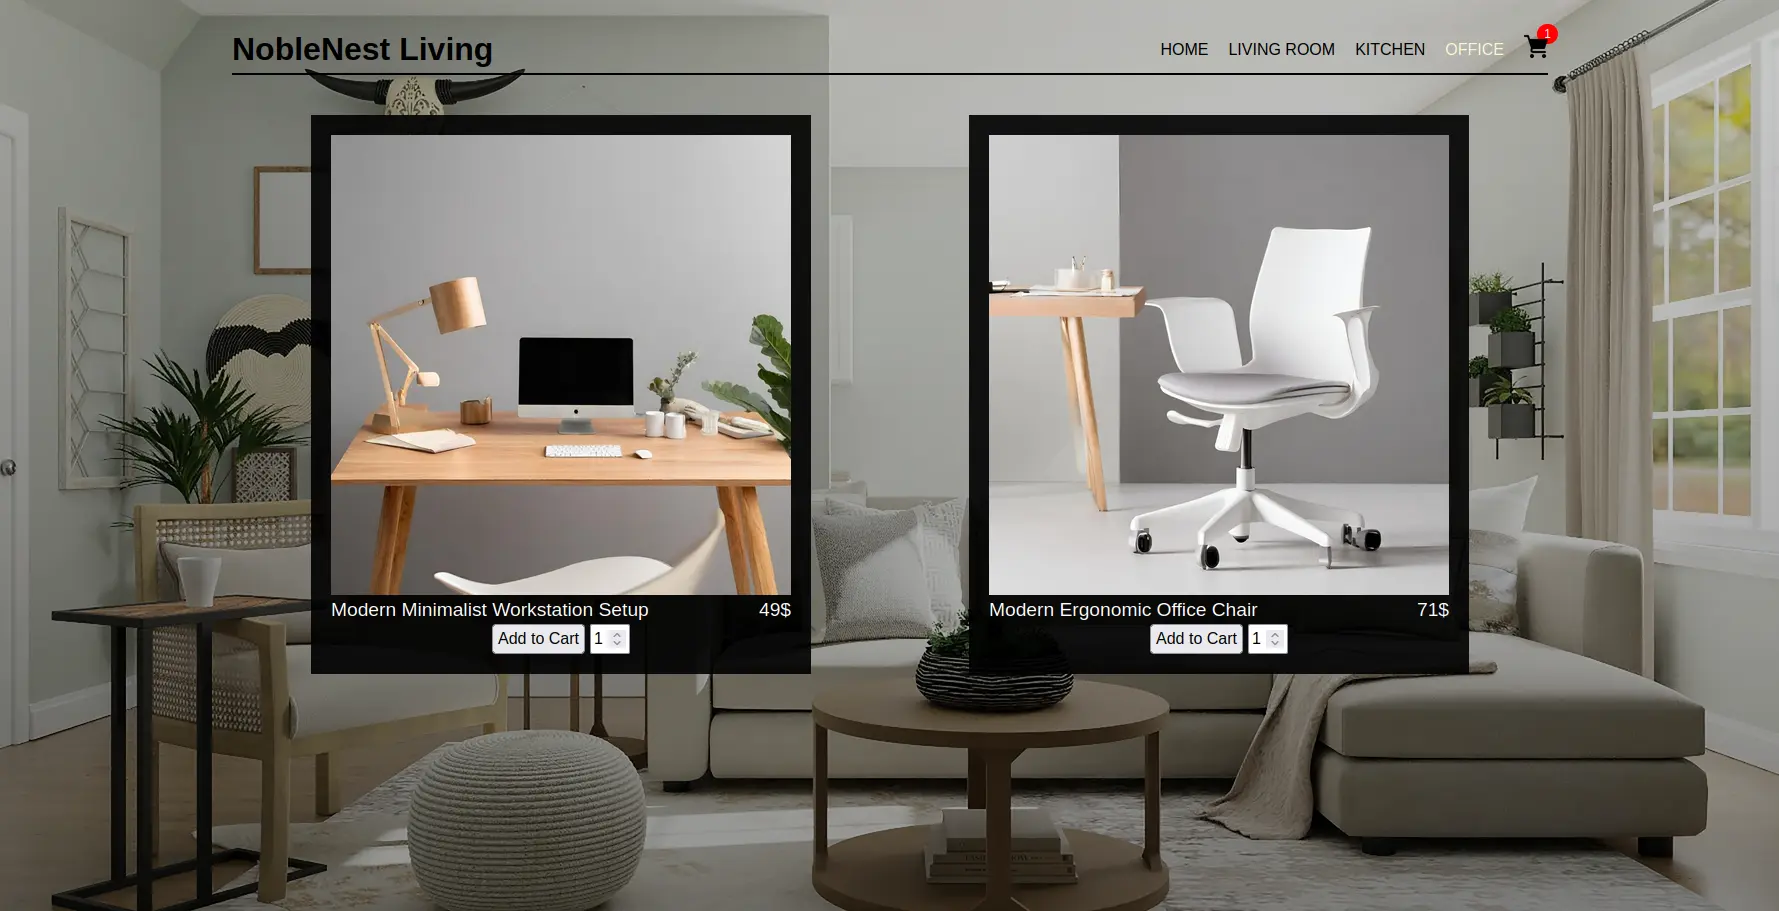 NobleNest Living
HOME LIVING ROOM KITCHEN OFFICE 1
Modern Minimalist Workstation Setup 49$
Add to Cart 1
Modern Ergonomic Office Chair 71$
Add to Cart 1